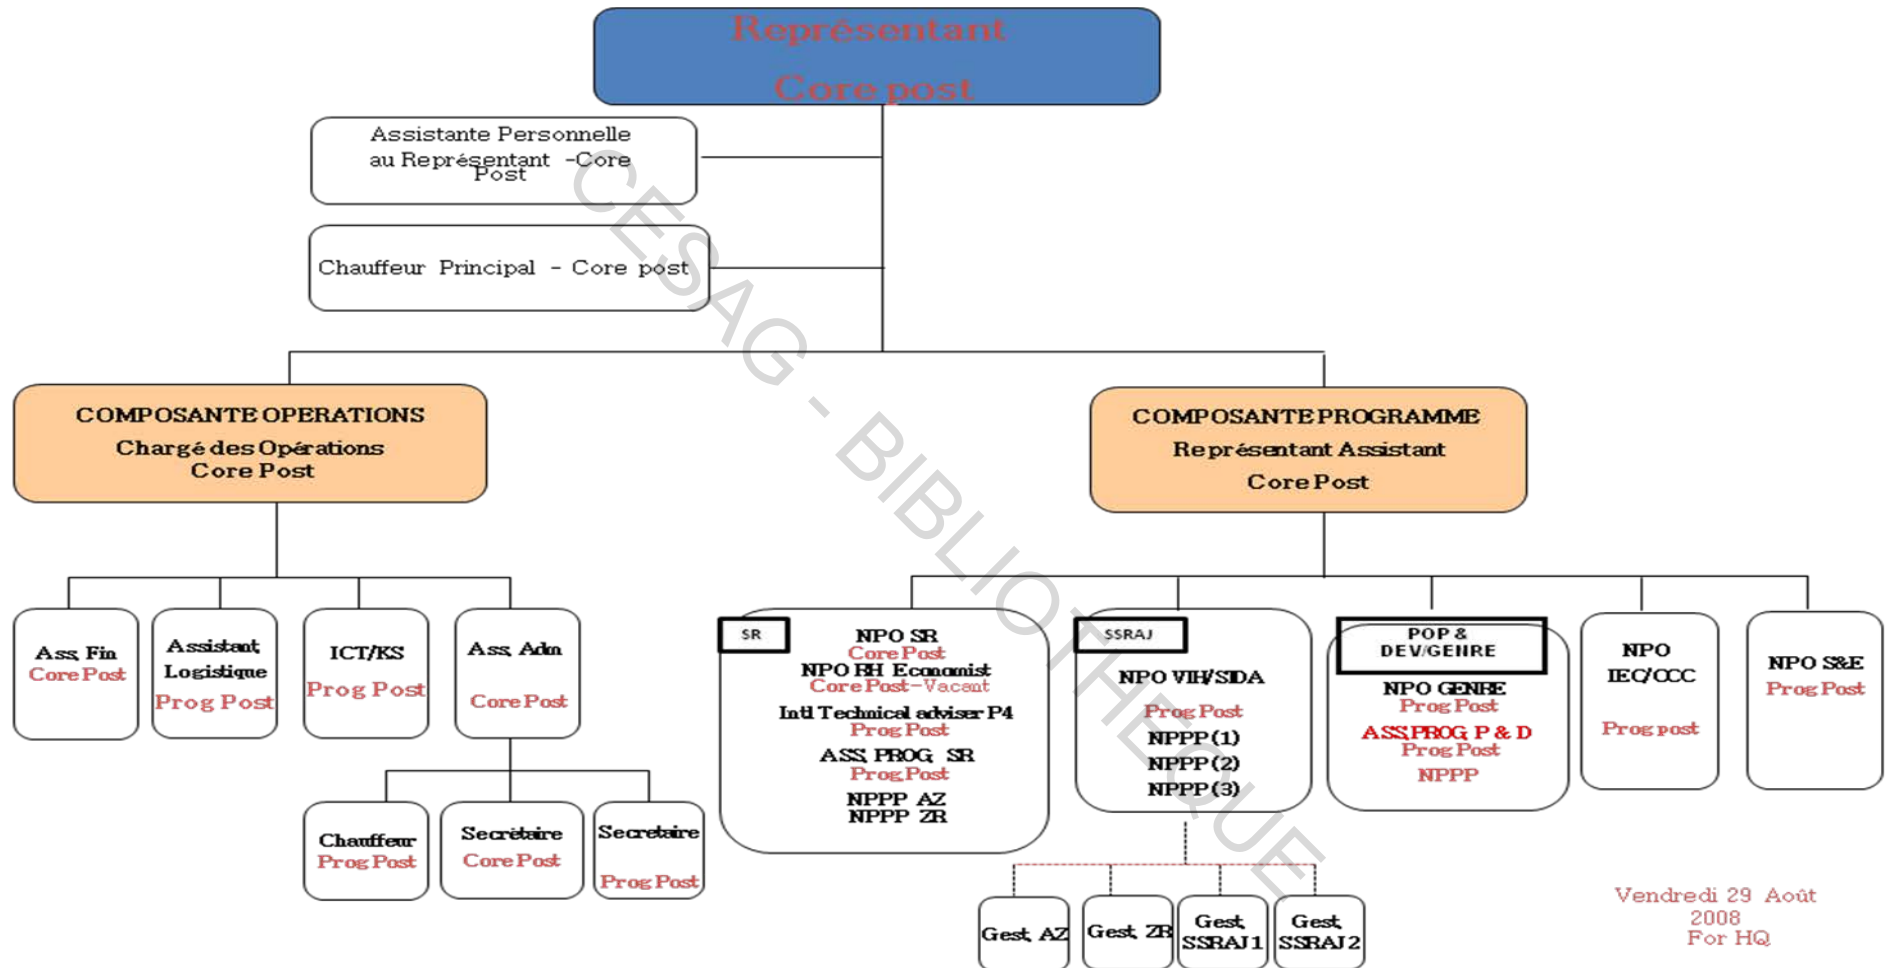 Représentant
Core post
Assistante Personnelle
au Représentant -Core
Post
Chauffeur Principal - Core post
COMPOSANTE OPERATIONS
Chargé des Opérations
Core Post
COMPOSANTE PROGRAMME
Représentant Assistant
Core Post
Ass, Fin
Core Post
Assistant,
Logistique
Prog Post
ICT/KS
Prog Post
Ass, Adm
Core Post
Chauffeur
Prog Post
Secrètaire
Core Post
Secretaire
Prog Post
SR
NPO SR
Core Post
NPO RH Economist
Core Post-Vacant
Intl Technical adviser P4
Prog Post
ASS, PROG, SR
Prog Post
NPPP AZ
NPPP ZR
SSRAJ
NPO VIH/SIDA
Prog Post
NPPP (1)
NPPP (2)
NPPP (3)
POP &
DEV/GENRE
NPO GENRE
Prog Post
ASS,PROG, P & D
Prog Post
NPPP
NPO
IEC/CCC
Prog post
NPO S&E
Prog Post
Gest, AZ
Gest, ZR
Gest,
SSRAJ1
Gest,
SSRAJ2
Vendredi 29 Août
2008
For HQ
CESAG - BIBLIOTHEQUE